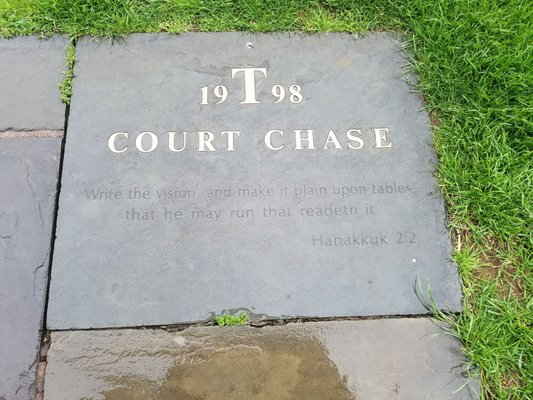 19T98
COURT CHASE
Write the vision, and make it plain upon tables,
that he may run that readeth it.
Habakkuk 2:2